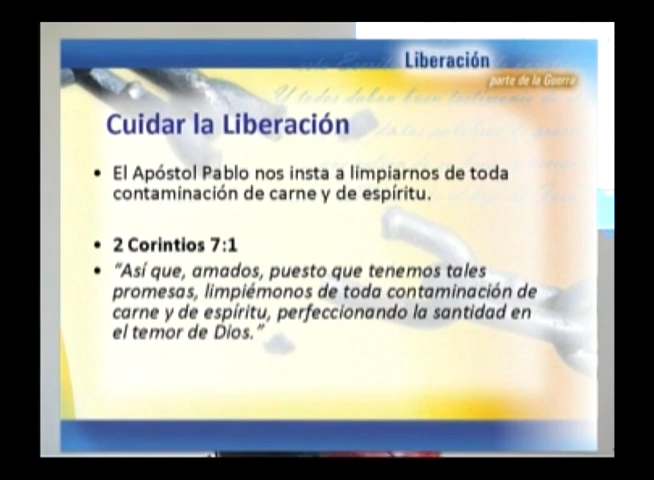 Liberación
parte de la Guerra
Cuidar la Liberación
• El Apóstol Pablo nos insta a limpiarnos de toda
contaminación de carne y de espíritu.
• 2 Corintios 7:1
• “Así que, amados, puesto que tenemos tales
promesas, limpiémonos de toda contaminación de
carne y de espíritu, perfeccionando la santidad en
el temor de Dios.”